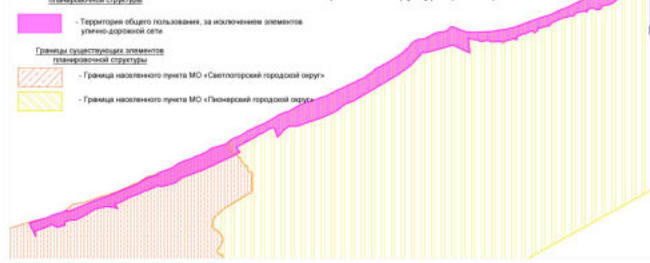 планировочной структуры
- Территория общего пользования, за исключением элементов
улично-дорожной сети
Границы существующих элементов
планировочной структуры
- Граница населенного пункта МО «Светлогорский городской округ»
- Граница населенного пункта МО «Пионерский городской округ»